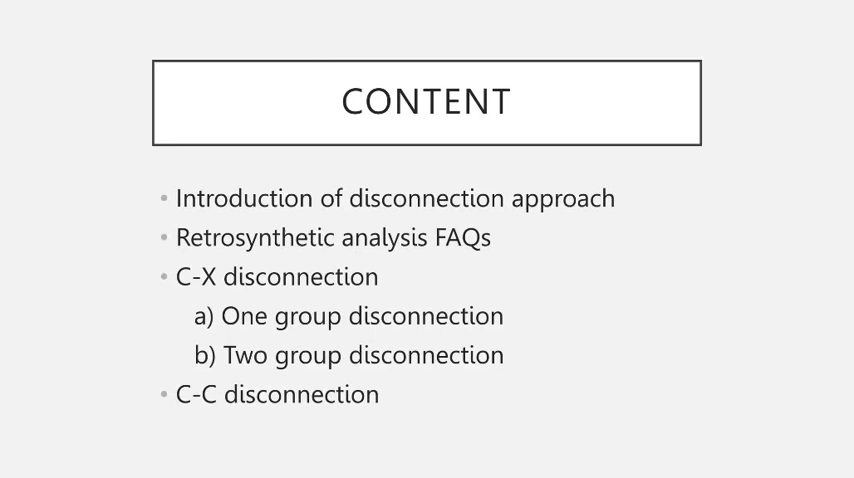 CONTENT
• Introduction of disconnection approach
• Retrosynthetic analysis FAQs
• C-X disconnection
a) One group disconnection
b) Two group disconnection
• C-C disconnection